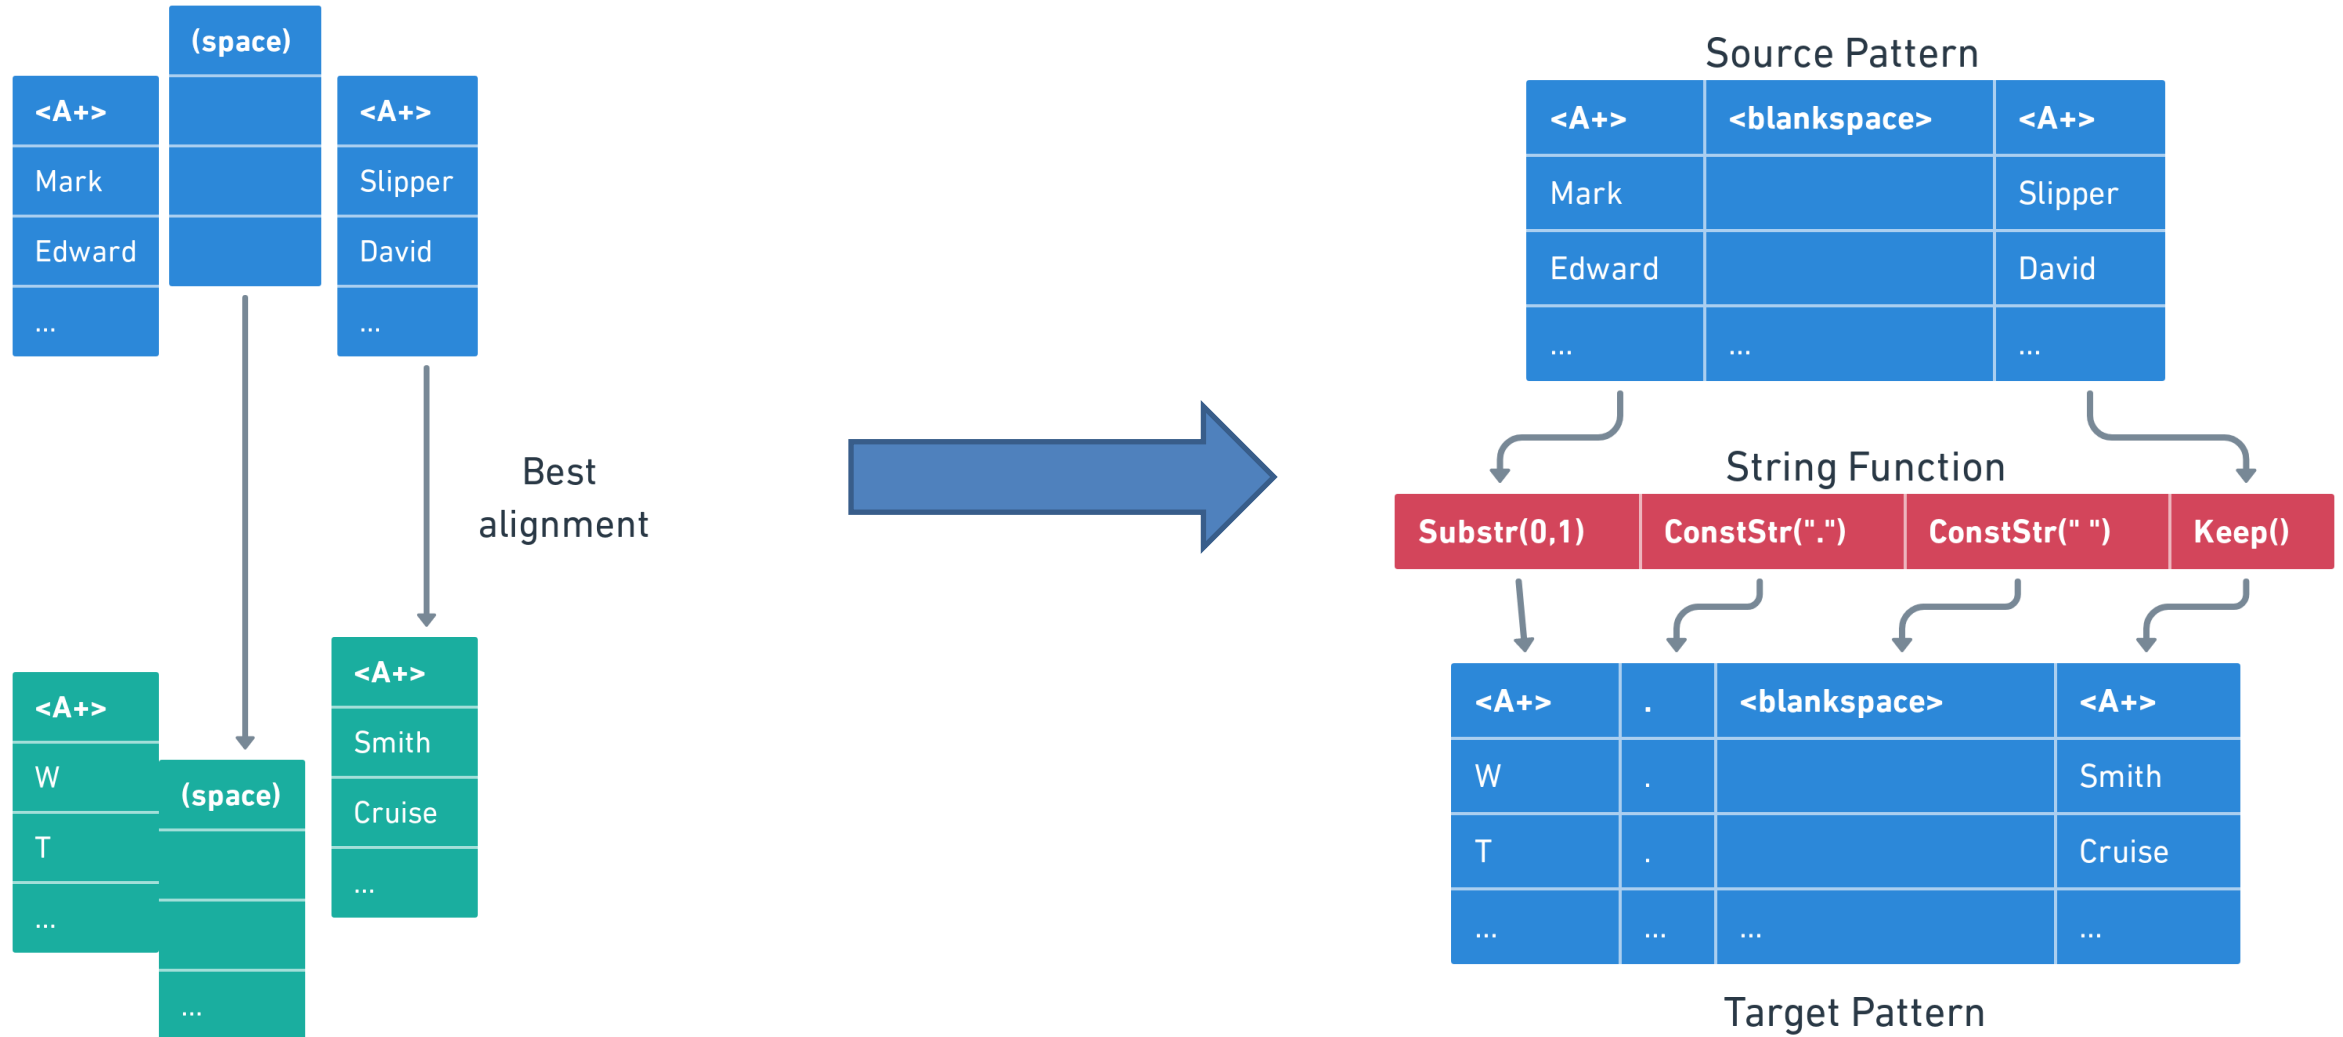 (space)
<A+>
Mark
Edward
...
<A+>
Slipper
David
...
Best
alignment
<A+>
W
T
...
(space)
...
<A+>
Smith
Cruise
...
Source Pattern
<A+> <blankspace> <A+>
Mark Slipper
Edward David
... ... ...
String Function
Substr(0,1) ConstStr(".") ConstStr(" ") Keep()
<A+> . <blankspace> <A+>
W . Smith
T . Cruise
... ... ... ...
Target Pattern